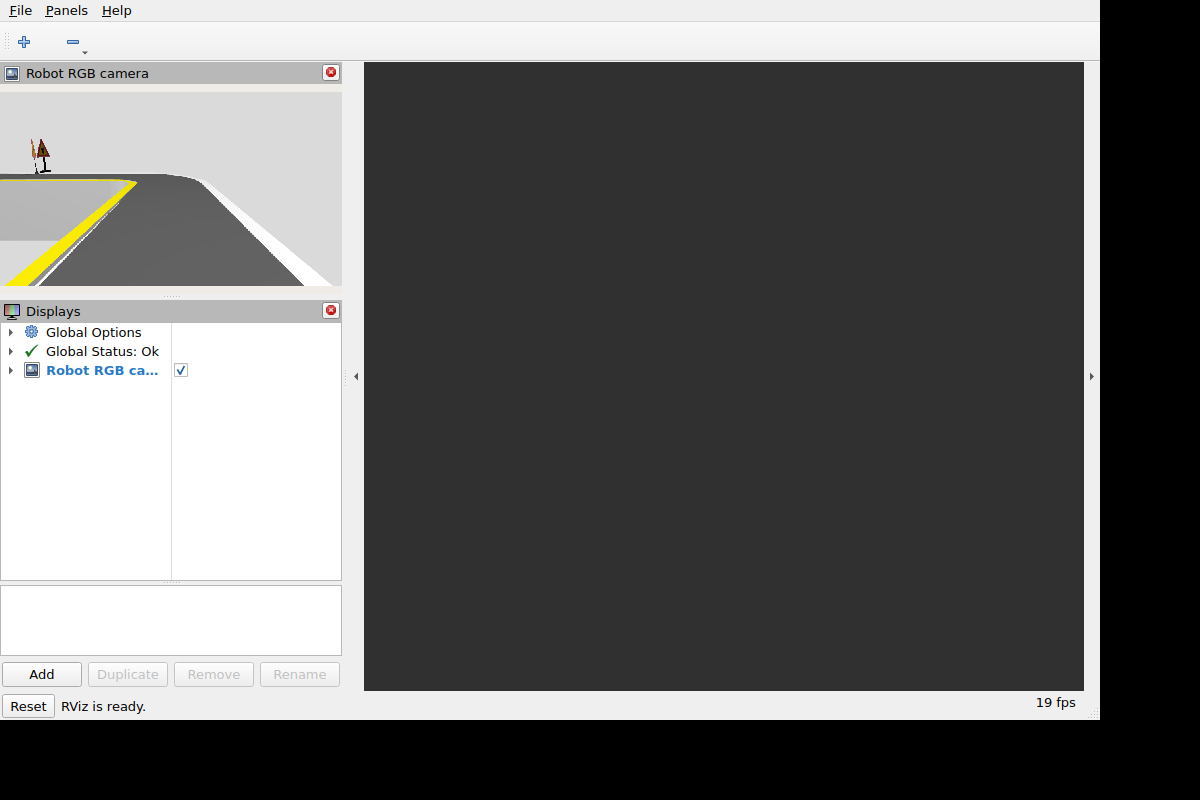 File Panels Help
Robot RGB camera
Displays
Global Options
Global Status: Ok
Robot RGB ca...
Add Duplicate Remove Rename
Reset RViz is ready. 19 fps